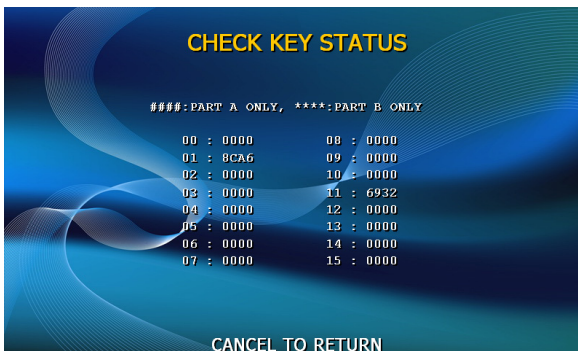 CHECK KEY STATUS
####:PART A ONLY, ****:PART B ONLY
00 : 0000 08 : 0000
01 : 8CA6 09 : 0000
02 : 0000 10 : 0000
03 : 0000 11 : 6932
04 : 0000 12 : 0000
05 : 0000 13 : 0000
06 : 0000 14 : 0000
07 : 0000 15 : 0000
CANCEL TO RETURN